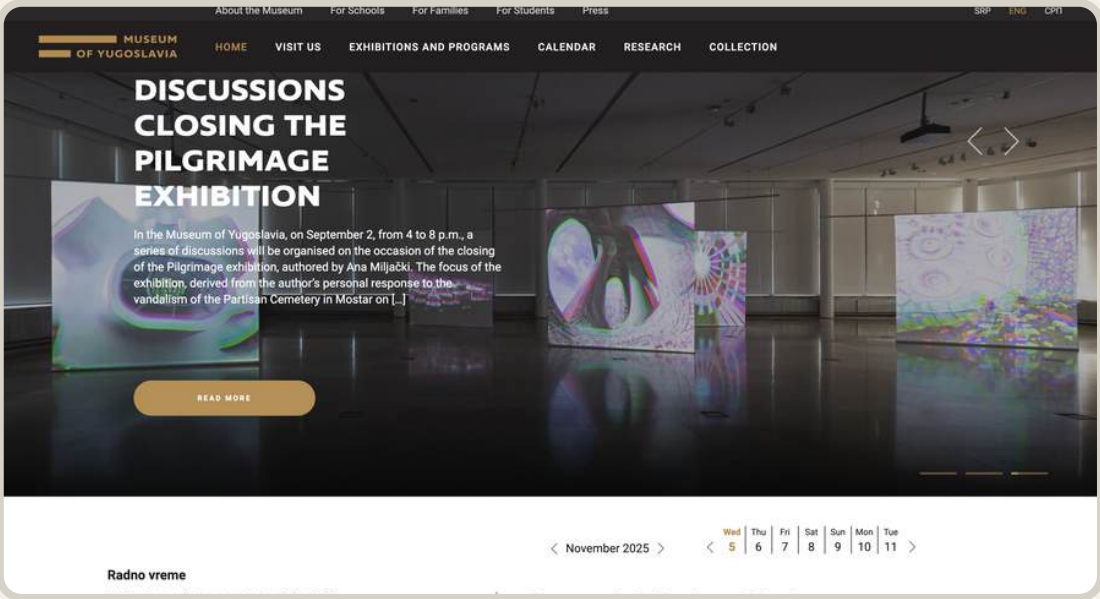 About the Museum For Schools For Families For Students Press SRP ENG СРП
MUSEUM
OF YUGOSLAVIA
HOME VISIT US EXHIBITIONS AND PROGRAMS CALENDAR RESEARCH COLLECTION
DISCUSSIONS
CLOSING THE
PILGRIMAGE
EXHIBITION
In the Museum of Yugoslavia, on September 2, from 4 to 8 p.m., a
series of discussions will be organised on the occasion of the closing
of the Pilgrimage exhibition, authored by Ana Miljački. The focus of the
exhibition, derived from the author's personal response to the
vandalism of the Partisan Cemetery in Mostar on [...]
READ MORE
November 2025
Wed Thu Fri Sat Sun Mon Tue
5 6 7 8 9 10 11
Radno vreme